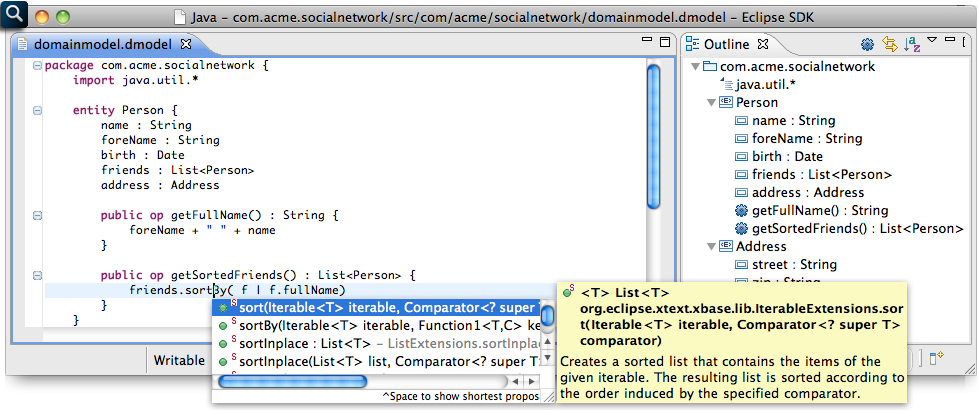 Java – com.acme.socialnetwork/src/com/acme/socialnetwork/domainmodel.dmodel – Eclipse SDK
domainmodel.dmodel
package com.acme.socialnetwork {
import java.util.*
entity Person {
name : String
foreName : String
birth : Date
friends : List<Person>
address : Address
public op getFullName() : String {
foreName + " " + name
}
public op getSortedFriends() : List<Person> {
friends.sortBy( f | f.fullName)
}
}
sort(Iterable<T> iterable, Comparator<? super
sortBy(Iterable<T> iterable, Function1<T,C> ke
sortInplace : List<T> – ListExtensions.sortInplac
sortInplace(List<T> list, Comparator<? super T>
^Space to show shortest propos
Writable
<T> List<T>
org.eclipse.xtext.xbase.lib.IterableExtensions.sor
t(Iterable<T> iterable, Comparator<? super T>
comparator)
Creates a sorted list that contains the items of the
given iterable. The resulting list is sorted according to
the order induced by the specified comparator.
Outline
com.acme.socialnetwork
java.util.*
Person
name : String
foreName : String
birth : Date
friends : List<Person>
address : Address
getFullName() : String
getSortedFriends() : List<Person>
Address
street : String
zip : String